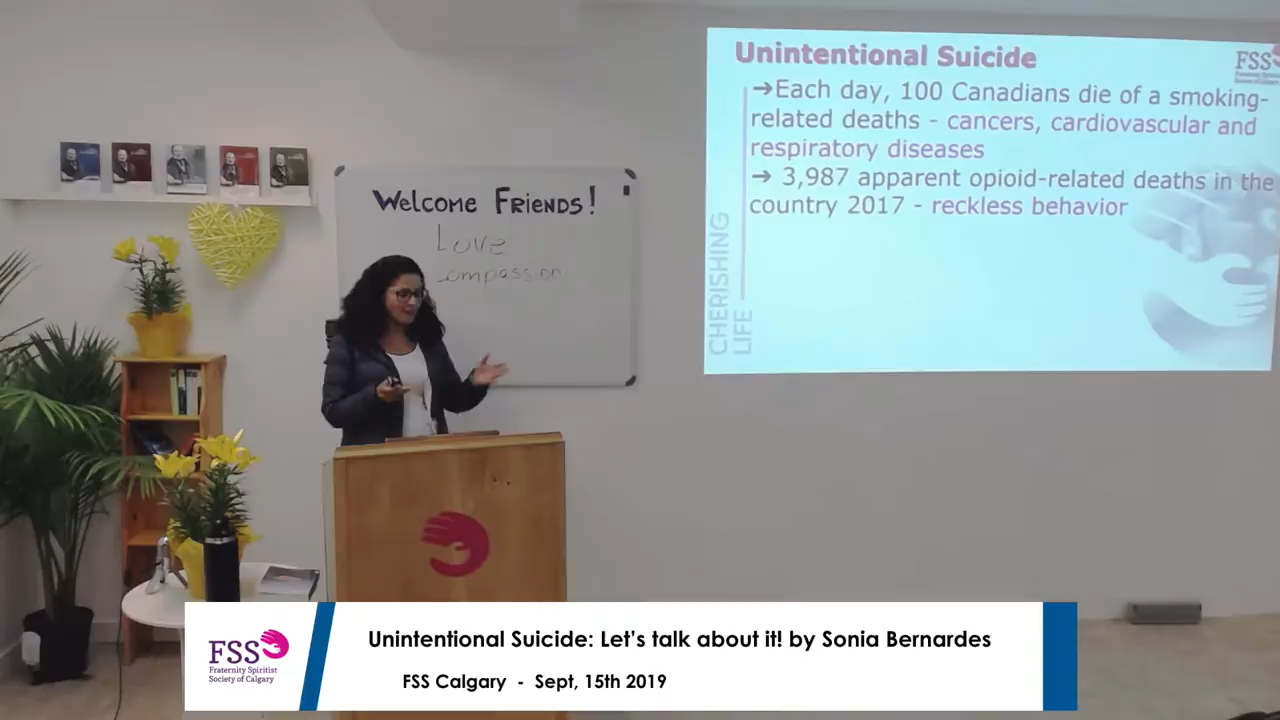 Unintentional Suicide
FSS
➔Each day, 100 Canadians die of a smoking-
related deaths - cancers, cardiovascular and
respiratory diseases
➔ 3,987 apparent opioid-related deaths in the
country 2017 - reckless behavior
CHERISHING
LIFE
Welcome Friends!
Love
compassion
FSS
Fraternity Spiritist
Society of Calgary
Unintentional Suicide: Let's talk about it! by Sonia Bernardes
FSS Calgary - Sept, 15th 2019